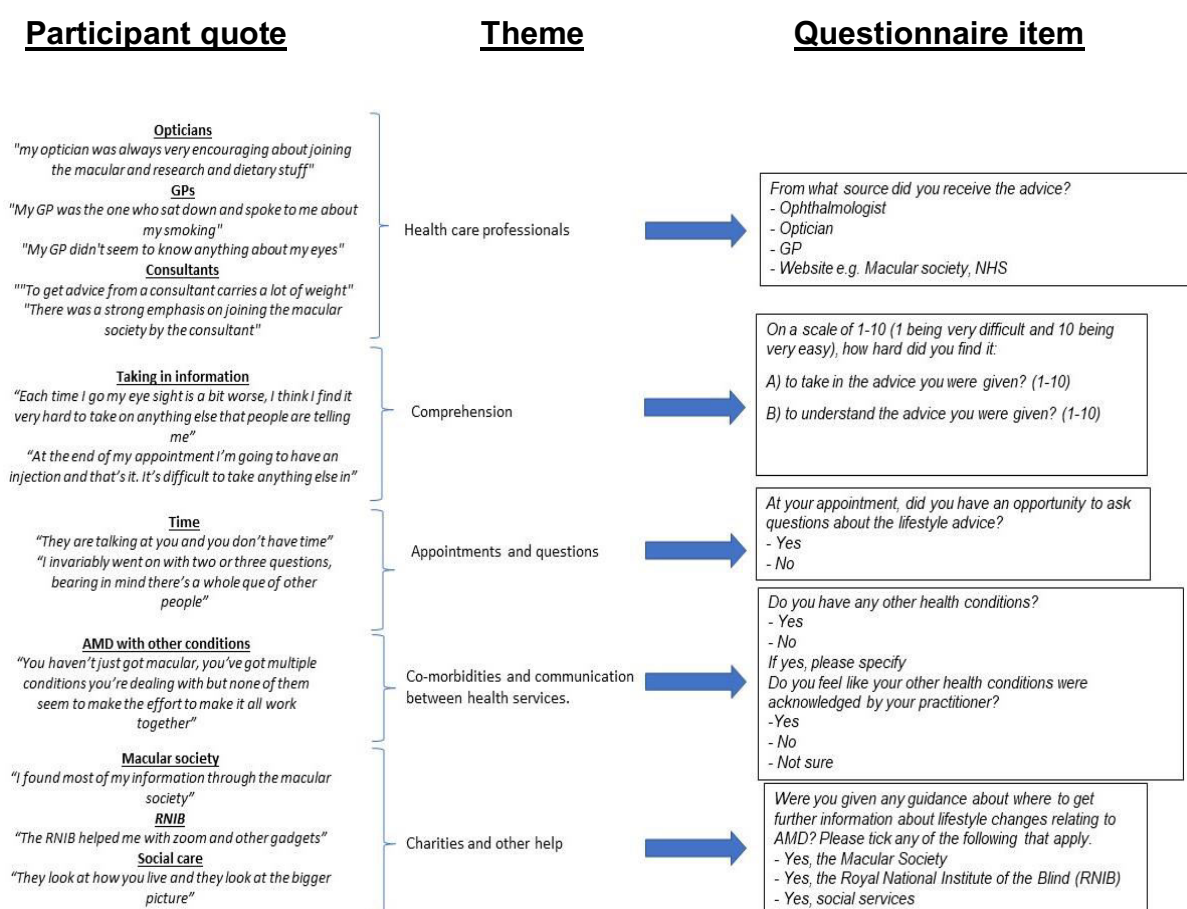 Participant quote
Theme
Questionnaire item
Opticians
"my optician was always very encouraging about joining
the macular and research and dietary stuff"
GPs
"My GP was the one who sat down and spoke to me about
my smoking"
"My GP didn't seem to know anything about my eyes"
Consultants
""To get advice from a consultant carries a lot of weight"
"There was a strong emphasis on joining the macular
society by the consultant"
Health care professionals
From what source did you receive the advice?
- Ophthalmologist
- Optician
- GP
- Website e.g. Macular society, NHS
Taking in information
“Each time I go my eye sight is a bit worse, I think I find it
very hard to take on anything else that people are telling
me”
“At the end of my appointment I’m going to have an
injection and that’s it. It’s difficult to take anything else in”
Comprehension
On a scale of 1-10 (1 being very difficult and 10 being
very easy), how hard did you find it:
A) to take in the advice you were given? (1-10)
B) to understand the advice you were given? (1-10)
Time
“They are talking at you and you don’t have time”
“I invariably went on with two or three questions,
bearing in mind there’s a whole que of other
people”
Appointments and questions
At your appointment, did you have an opportunity to ask
questions about the lifestyle advice?
- Yes
- No
AMD with other conditions
“You haven’t just got macular, you’ve got multiple
conditions you’re dealing with but none of them
seem to make the effort to make it all work
together”
Co-morbidities and communication
between health services.
Do you have any other health conditions?
- Yes
- No
If yes, please specify
Do you feel like your other health conditions were
acknowledged by your practitioner?
-Yes
- No
- Not sure
Macular society
“I found most of my information through the macular
society”
RNIB
“The RNIB helped me with zoom and other gadgets”
Social care
“They look at how you live and they look at the bigger
picture”
Charities and other help
Were you given any guidance about where to get
further information about lifestyle changes relating to
AMD? Please tick any of the following that apply.
- Yes, the Macular Society
- Yes, the Royal National Institute of the Blind (RNIB)
- Yes, social services